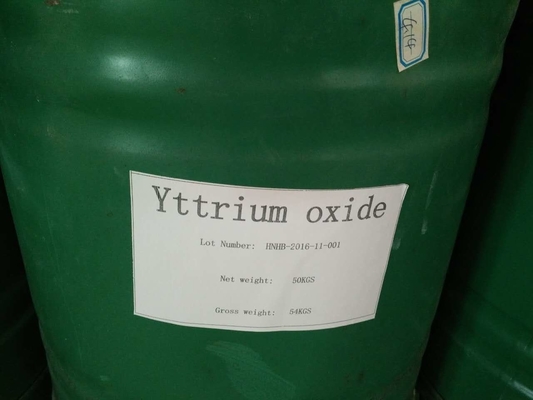 Yttrium oxide
Lot Number: HNHB-2016-11-001
Net weight: 50KGS
Gross weight: 54KGS